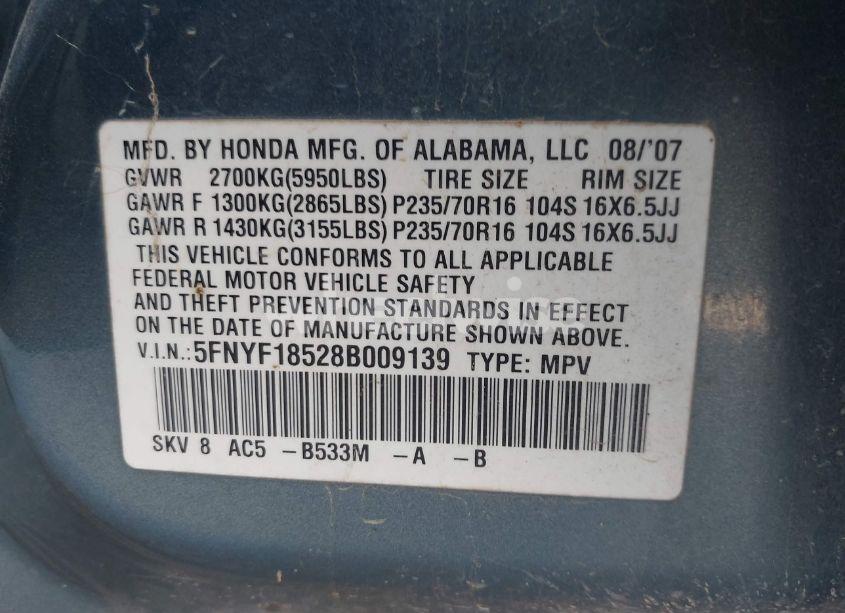 MFD. BY HONDA MFG. OF ALABAMA, LLC 08/'07
GVWR 2700KG(5950LBS) TIRE SIZE RIM SIZE
GAWR F 1300KG(2865LBS) P235/70R16 104S 16X6.5JJ
GAWR R 1430KG(3155LBS) P235/70R16 104S 16X6.5JJ
THIS VEHICLE CONFORMS TO ALL APPLICABLE
FEDERAL MOTOR VEHICLE SAFETY
AND THEFT PREVENTION STANDARDS IN EFFECT
ON THE DATE OF MANUFACTURE SHOWN ABOVE.
V.I.N.:5FNYF18528B009139 TYPE: MPV
SKV 8 AC5 -B533M -A -B